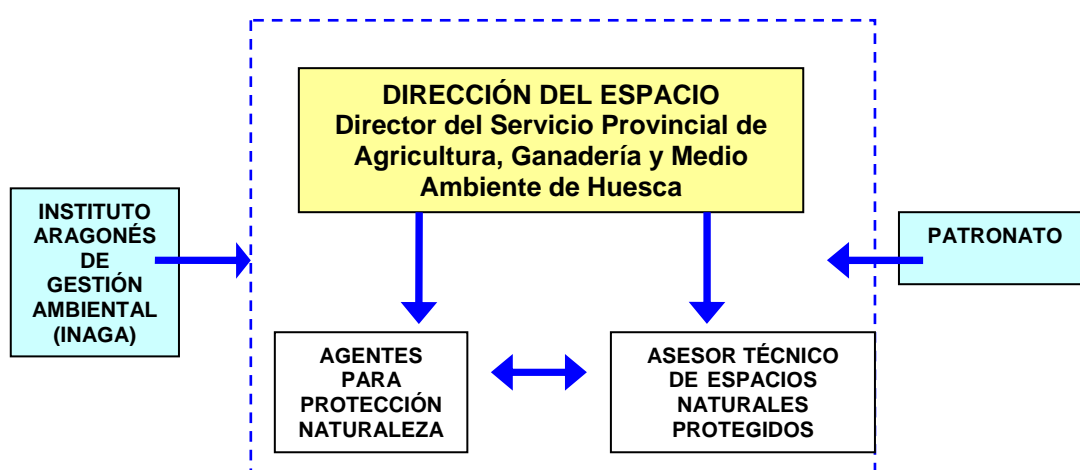 DIRECCIÓN DEL ESPACIO
Director del Servicio Provincial de
Agricultura, Ganadería y Medio
Ambiente de Huesca
INSTITUTO
ARAGONÉS
DE
GESTIÓN
AMBIENTAL
(INAGA)
PATRONATO
AGENTES
PARA
PROTECCIÓN
NATURALEZA
ASESOR TÉCNICO
DE ESPACIOS
NATURALES
PROTEGIDOS